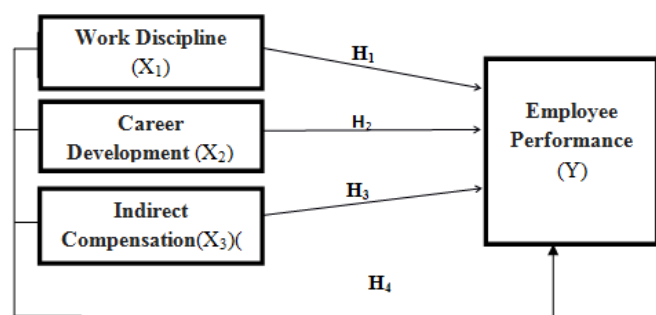 Work Discipline
(X₁)
H₁
Career
Development (X₂)
H₂
Indirect
Compensation(X₃)(
H₃
Employee
Performance
(Y)
H₄